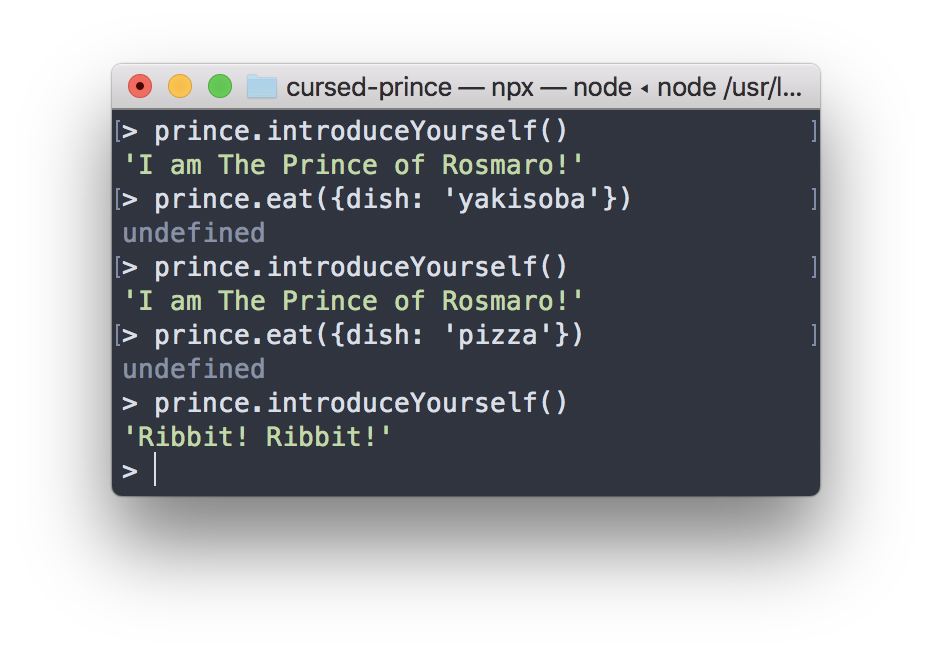 cursed-prince — npx — node ◂ node /usr/l...
[> prince.introduceYourself() ]
'I am The Prince of Rosmaro!'
[> prince.eat({dish: 'yakisoba'}) ]
undefined
[> prince.introduceYourself() ]
'I am The Prince of Rosmaro!'
[> prince.eat({dish: 'pizza'}) ]
undefined
> prince.introduceYourself()
'Ribbit! Ribbit!'
>